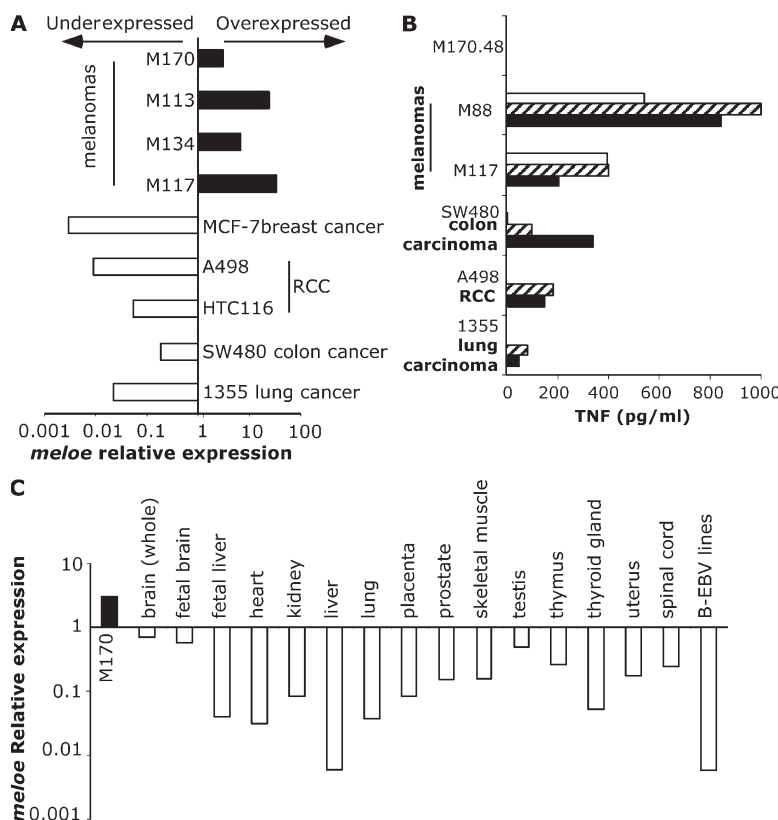 A
Underexpressed
Overexpressed
M170
M113
M134
M117
melanomas
MCF-7breast cancer
A498
HTC116
RCC
SW480 colon cancer
1355 lung cancer
0.001 0.01 0.1 1 10 100
meloe relative expression
B
M170.48
M88
M117
melanomas
SW480
colon
carcinoma
A498
RCC
1355
lung
carcinoma
0 200 400 600 800 1000
TNF (pg/ml)
C
brain (whole)
fetal brain
fetal liver
heart
kidney
liver
lung
placenta
prostate
skeletal muscle
testis
thymus
thyroid gland
uterus
spinal cord
B-EBV lines
M170
10
1
0.1
0.01
0.001
meloe Relative expression